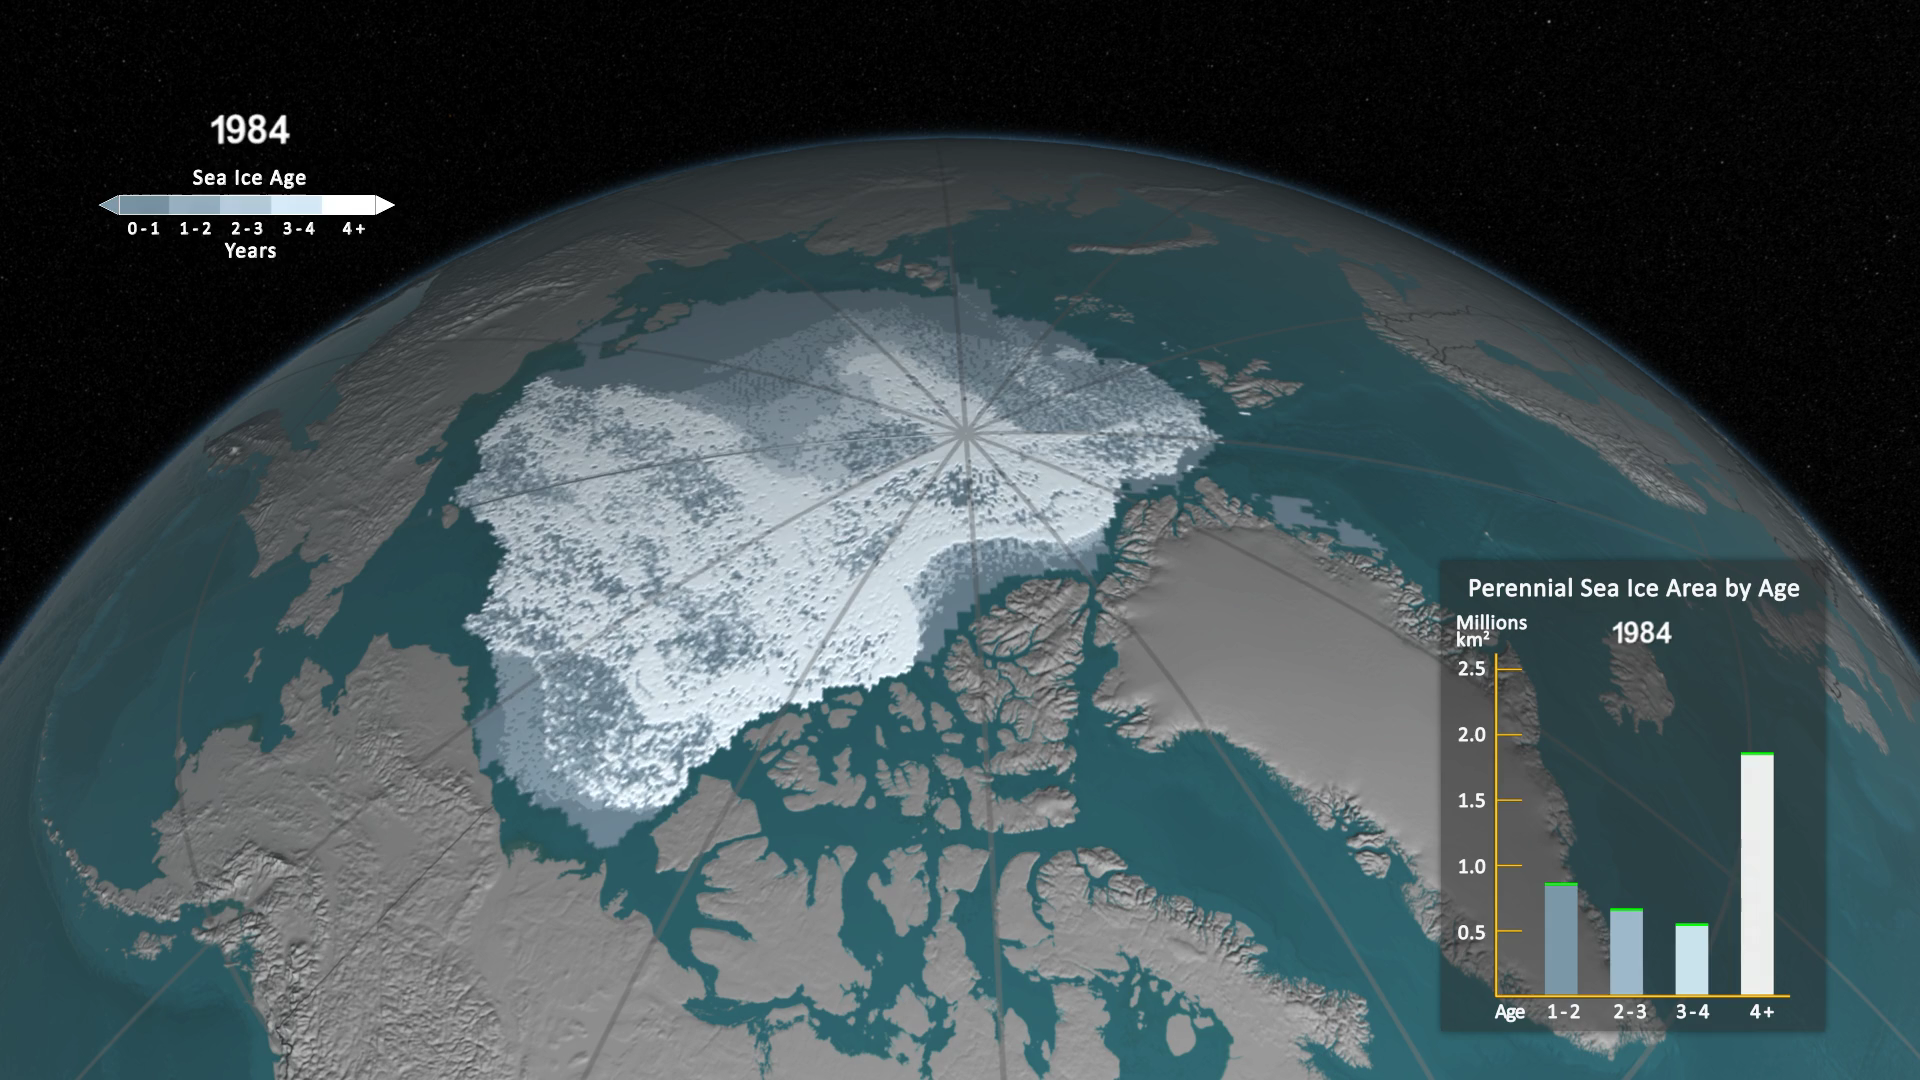 1984
Sea Ice Age
0-1 1-2 2-3 3-4 4+
Years
Perennial Sea Ice Area by Age
Millions
km²
1984
2.5
2.0
1.5
1.0
0.5
Age 1-2 2-3 3-4 4+